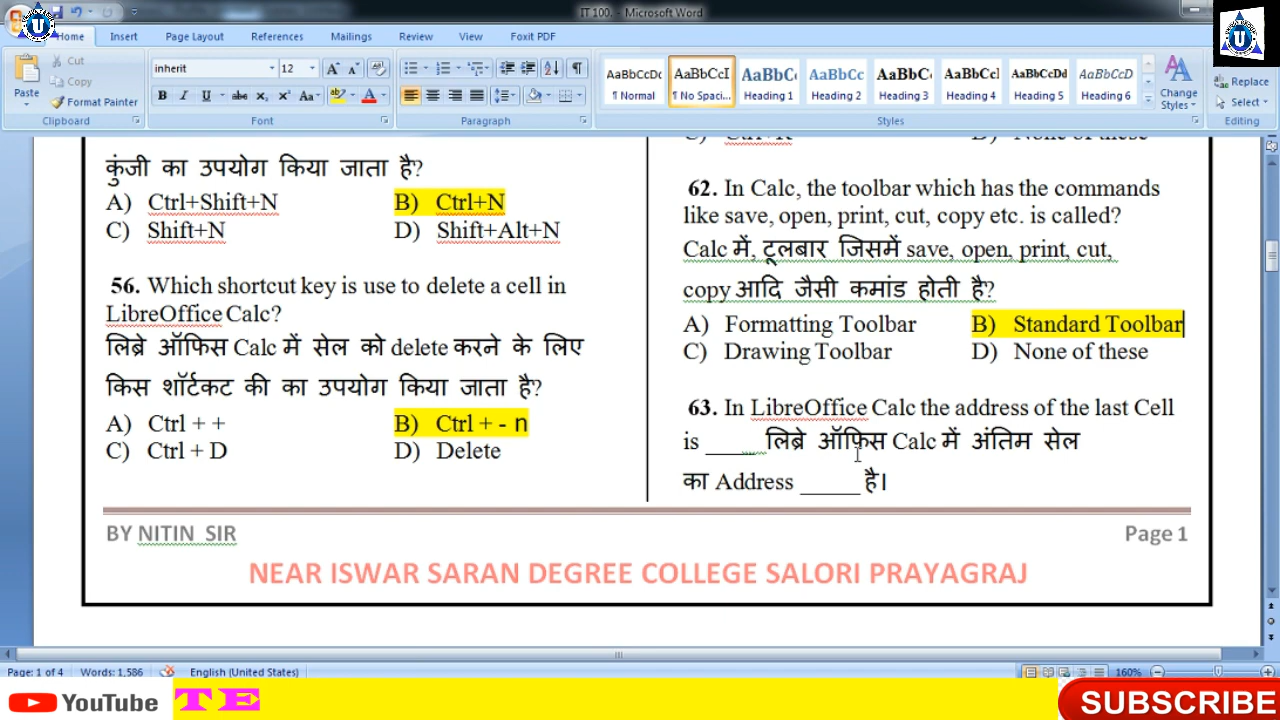 IT 100. - Microsoft Word
Home Insert Page Layout References Mailings Review View Foxit PDF
Paste
Cut
Copy
Format Painter
Clipboard
inherit 12
Font
Paragraph
AaBbCcDc AaBbCcI AaBbC AaBbCc AaBbC AaBbCcl AaBbCcDd AaBbCcD
¶ Normal ¶ No Spaci... Heading 1 Heading 2 Heading 3 Heading 4 Heading 5 Heading 6
Change Styles
Styles
Replace
Select
Editing
कुंजी का उपयोग किया जाता है?
A) Ctrl+Shift+N B) Ctrl+N
C) Shift+N D) Shift+Alt+N
56. Which shortcut key is use to delete a cell in
LibreOffice Calc?
लिब्रे ऑफिस Calc में सेल को delete करने के लिए
किस शॉर्टकट की का उपयोग किया जाता है?
A) Ctrl + + B) Ctrl + - n
C) Ctrl + D D) Delete
D) None of these
62. In Calc, the toolbar which has the commands
like save, open, print, cut, copy etc. is called?
Calc में, टूलबार जिसमें save, open, print, cut,
copy आदि जैसी कमांड होती है?
A) Formatting Toolbar B) Standard Toolbar
C) Drawing Toolbar D) None of these
63. In LibreOffice Calc the address of the last Cell
is _____ लिब्रे ऑफिस Calc में अंतिम सेल
का Address _____ है।
BY NITIN SIR Page 1
NEAR ISWAR SARAN DEGREE COLLEGE SALORI PRAYAGRAJ
Page: 1 of 4 Words: 1,586 English (United States) 160%
YouTube TE SUBSCRIBE